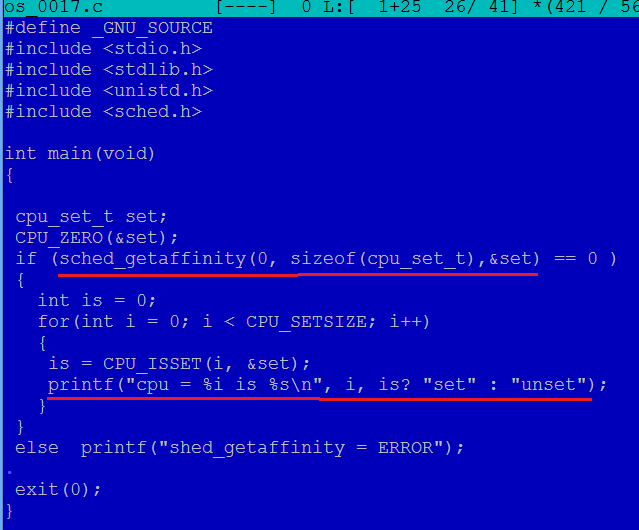 os_0017.c [----] 0 L:[ 1+25 26/ 41] *(421 / 56
#define _GNU_SOURCE
#include <stdio.h>
#include <stdlib.h>
#include <unistd.h>
#include <sched.h>
int main(void)
{
cpu_set_t set;
CPU_ZERO(&set);
if (sched_getaffinity(0, sizeof(cpu_set_t),&set) == 0 )
{
int is = 0;
for(int i = 0; i < CPU_SETSIZE; i++)
{
is = CPU_ISSET(i, &set);
printf("cpu = %i is %s\n", i, is? "set" : "unset");
}
}
else  printf("shed_getaffinity = ERROR");
.
exit(0);
}